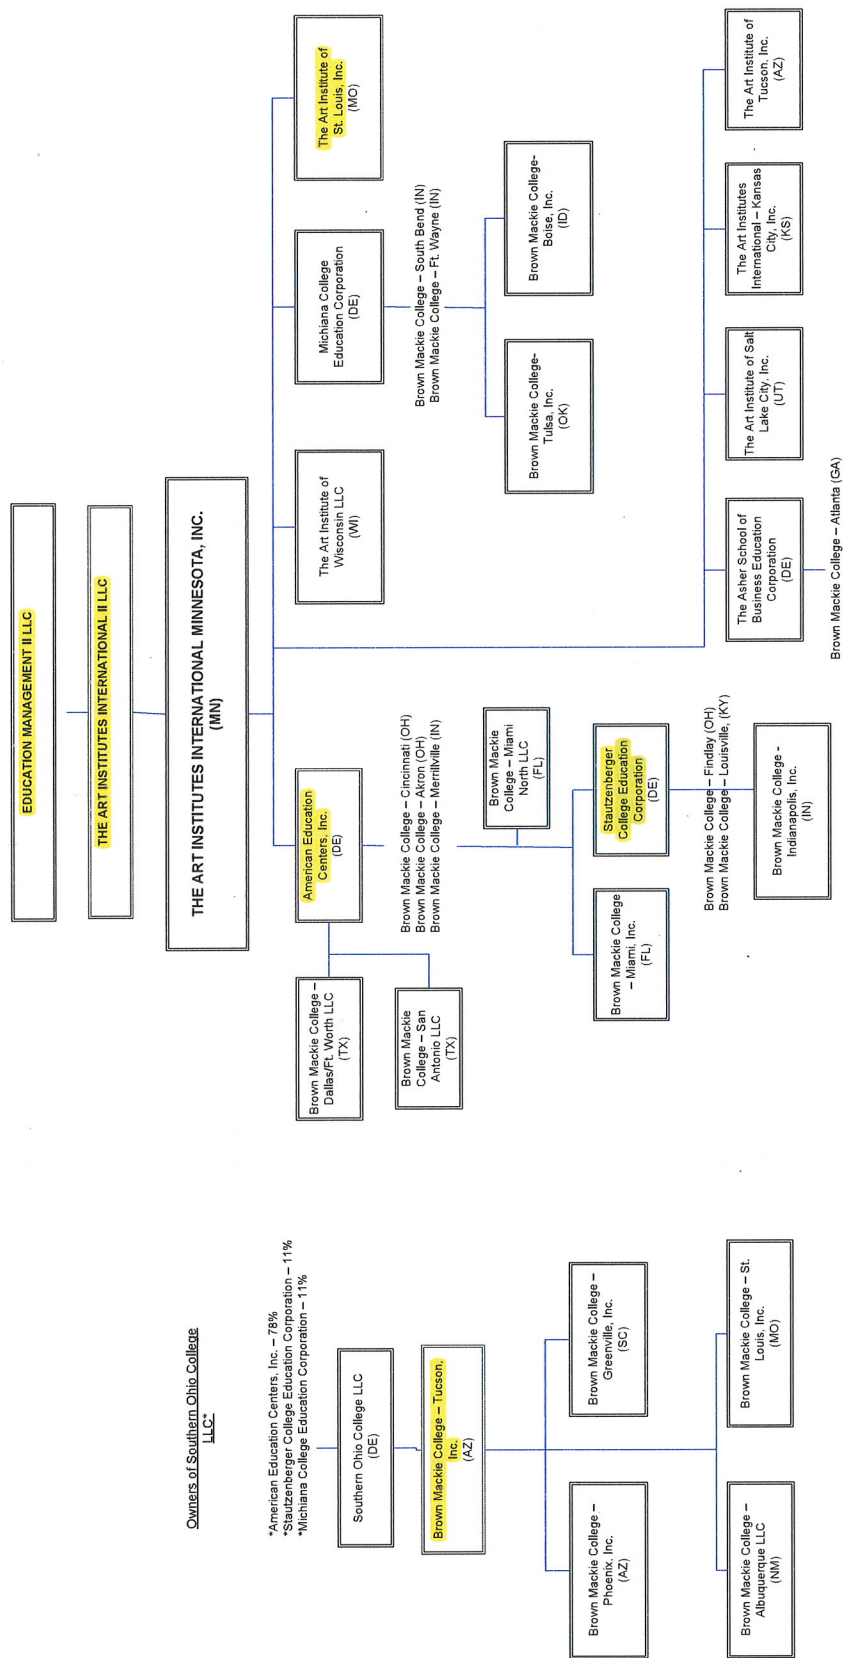 EDUCATION MANAGEMENT II LLC
THE ART INSTITUTES INTERNATIONAL II LLC
THE ART INSTITUTES INTERNATIONAL MINNESOTA, INC.
(MN)
American Education
Centers, Inc.
(DE)
The Art Institute of
Wisconsin LLC
(WI)
Michiana College
Education Corporation
(DE)
The Art Institute of
St. Louis, Inc.
(MO)
Brown Mackie College –
Dallas/Ft. Worth LLC
(TX)
Brown Mackie
College – San
Antonio LLC
(TX)
Brown Mackie College – Cincinnati (OH)
Brown Mackie College – Akron (OH)
Brown Mackie College – Merrillville (IN)
Brown Mackie College – South Bend (IN)
Brown Mackie College – Ft. Wayne (IN)
Brown Mackie
College – Miami
North LLC
(FL)
Brown Mackie College-
Tulsa, Inc.
(OK)
Brown Mackie College-
Boise, Inc.
(ID)
Brown Mackie College
– Miami, Inc.
(FL)
Stautzenberger
College Education
Corporation
(DE)
Brown Mackie College – Findlay (OH)
Brown Mackie College – Louisville, (KY)
Brown Mackie College -
Indianapolis, Inc.
(IN)
The Asher School of
Business Education
Corporation
(DE)
The Art Institute of Salt
Lake City, Inc.
(UT)
The Art Institutes
International – Kansas
City, Inc.
(KS)
The Art Institute of
Tucson, Inc.
(AZ)
Brown Mackie College – Atlanta (GA)
Owners of Southern Ohio College
LLC*
*American Education Centers, Inc. – 78%
*Stautzenberger College Education Corporation – 11%
*Michiana College Education Corporation – 11%
Southern Ohio College LLC
(DE)
Brown Mackie College – Tucson,
Inc.
(AZ)
Brown Mackie College –
Phoenix, Inc.
(AZ)
Brown Mackie College –
Greenville, Inc.
(SC)
Brown Mackie College –
Albuquerque LLC
(NM)
Brown Mackie College – St.
Louis, Inc.
(MO)